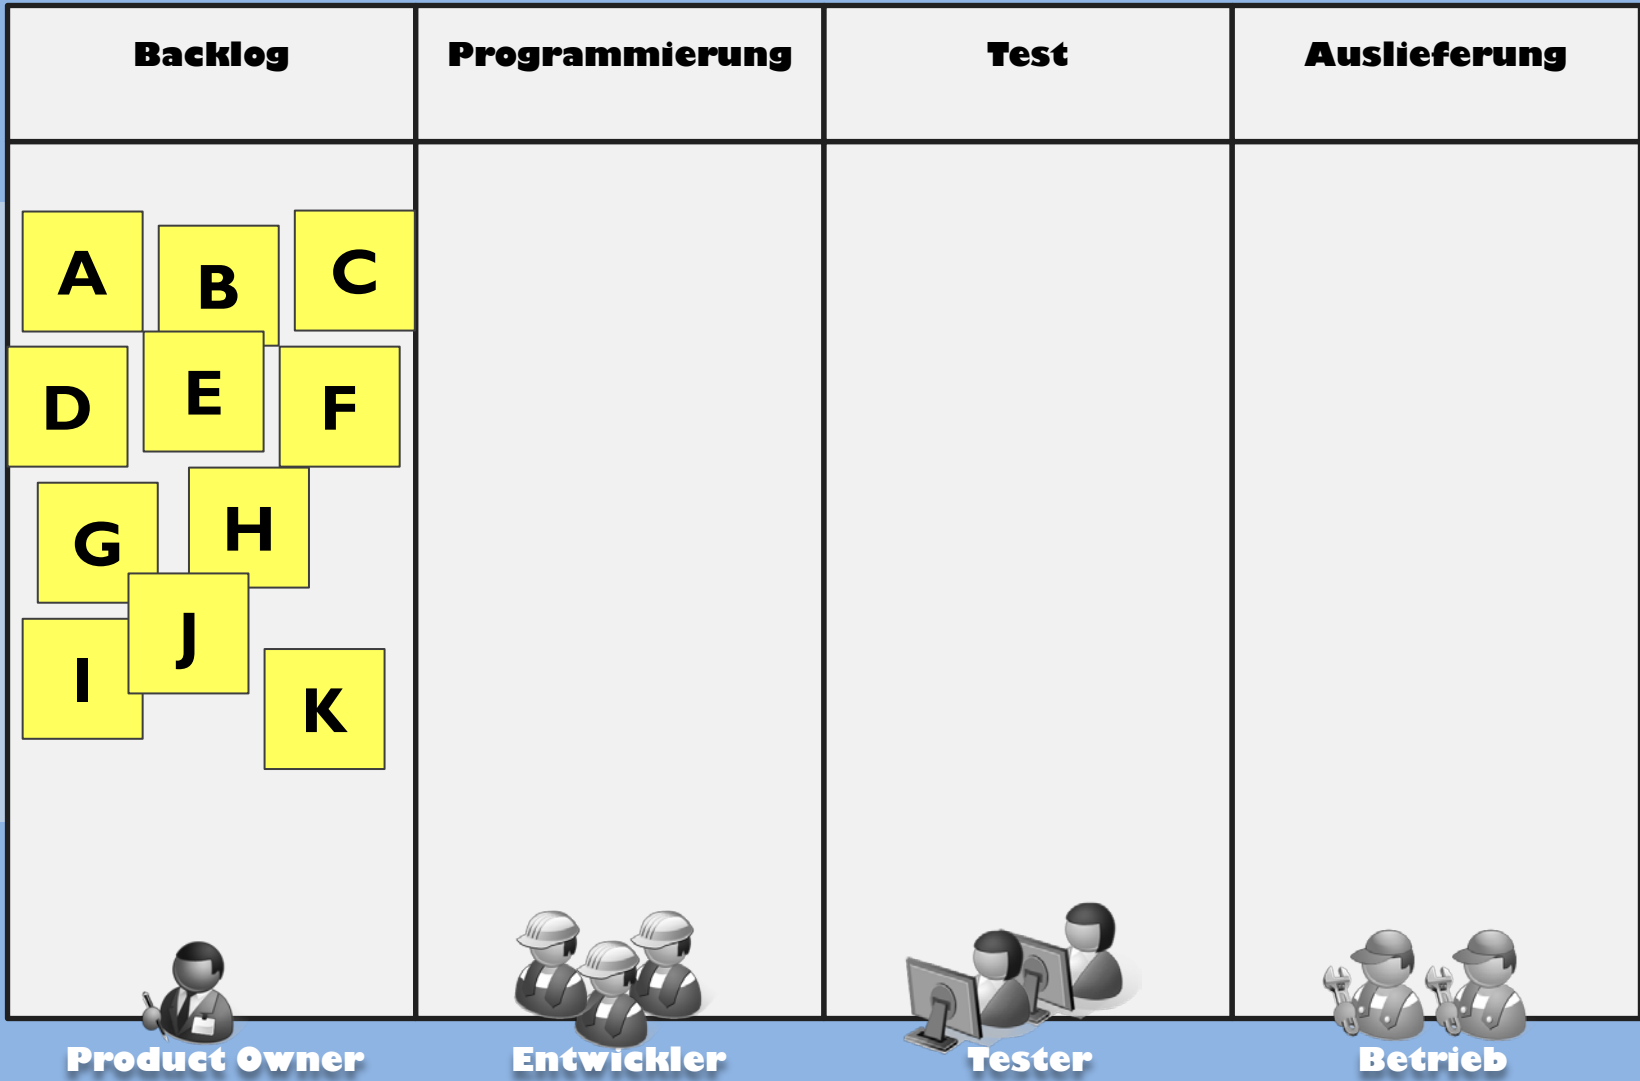 Backlog
Programmierung
Test
Auslieferung
A
B
C
D
E
F
G
H
I
J
K
Product Owner
Entwickler
Tester
Betrieb